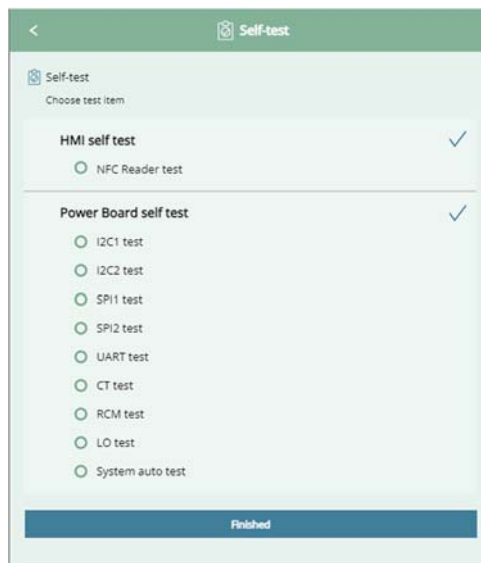 Self-test
Self-test
Choose test item
HMI self test
NFC Reader test
Power Board self test
I2C1 test
I2C2 test
SPI1 test
SPI2 test
UART test
CT test
RCM test
LO test
System auto test
Finished